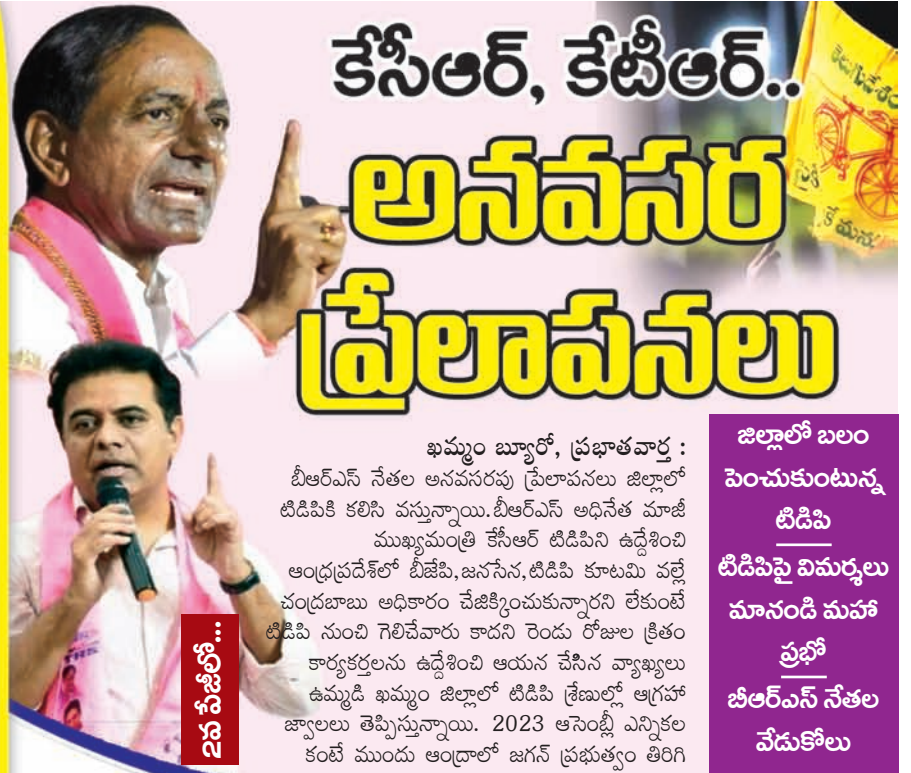 కేసీఆర్, కేటీఆర్..
అనవసర
ప్రేలాపనలు
తెలుగుదేశం
సైకి
ఖమ్మం బ్యూరో, ప్రభాతవార్త :
బీఆర్ఎస్ నేతల అనవసరపు ప్రేలాపనలు జిల్లాలో
టిడిపికి కలిసి వస్తున్నాయి.బీఆర్ఎస్ అధినేత మాజీ
ముఖ్యమంత్రి కేసీఆర్ టిడిపిని ఉద్దేశించి
ఆంధ్రప్రదేశ్‌లో బీజేపి,జనసేన,టిడిపి కూటమి వల్లే
చంద్రబాబు అధికారం చేజిక్కించుకున్నారని లేకుంటే
టిడిపి నుంచి గెలిచేవారు కాదని రెండు రోజుల క్రితం
కార్యకర్తలను ఉద్దేశించి ఆయన చేసిన వ్యాఖ్యలు
ఉమ్మడి ఖమ్మం జిల్లాలో టిడిపి శ్రేణుల్లో ఆగ్రహా
జ్వాలలు తెప్పిస్తున్నాయి. 2023 ఆసెంబ్లీ ఎన్నికల
కంటే ముందు ఆంద్రాలో జగన్ ప్రభుత్వం తిరిగి
2వ పేజీలో...
జిల్లాలో బలం
పెంచుకుంటున్న
టిడిపి
టిడిపిపై విమర్శలు
మానండి మహా
ప్రభో
బీఆర్ఎస్ నేతల
వేడుకోలు